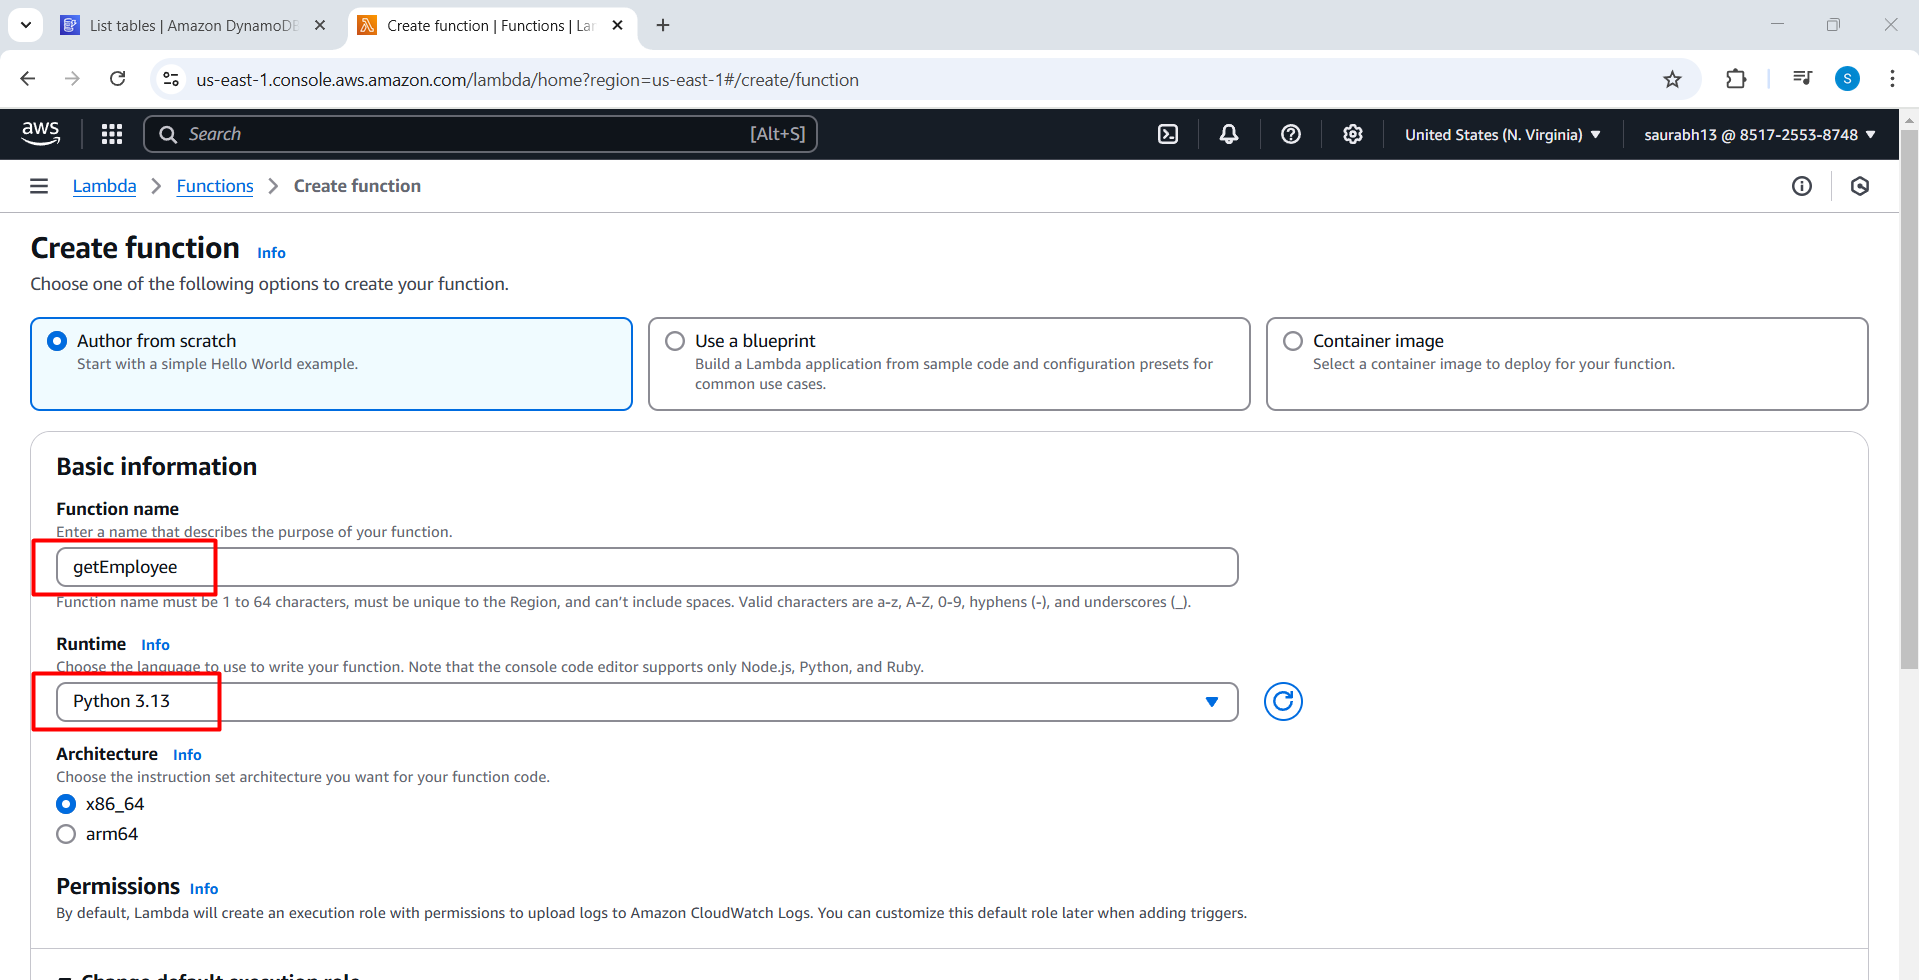 List tables | Amazon DynamoDB
Create function | Functions | La
us-east-1.console.aws.amazon.com/lambda/home?region=us-east-1#/create/function
S
aws
Search
[Alt+S]
United States (N. Virginia)
saurabh13 @ 8517-2553-8748
Lambda > Functions > Create function
Create function Info
Choose one of the following options to create your function.
Author from scratch
Start with a simple Hello World example.
Use a blueprint
Build a Lambda application from sample code and configuration presets for
common use cases.
Container image
Select a container image to deploy for your function.
Basic information
Function name
Enter a name that describes the purpose of your function.
getEmployee
Function name must be 1 to 64 characters, must be unique to the Region, and can't include spaces. Valid characters are a-z, A-Z, 0-9, hyphens (-), and underscores (_).
Runtime Info
Choose the language to use to write your function. Note that the console code editor supports only Node.js, Python, and Ruby.
Python 3.13
Architecture Info
Choose the instruction set architecture you want for your function code.
x86_64
arm64
Permissions Info
By default, Lambda will create an execution role with permissions to upload logs to Amazon CloudWatch Logs. You can customize this default role later when adding triggers.
Change default execution role